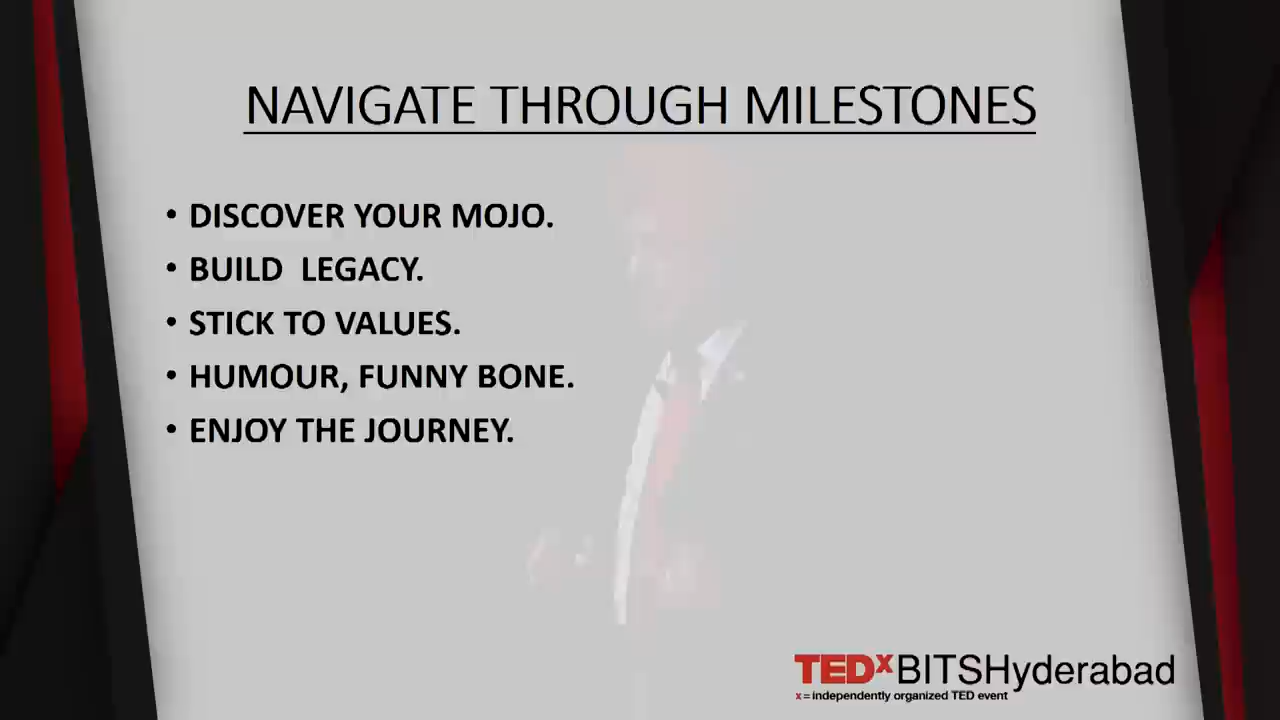 NAVIGATE THROUGH MILESTONES
• DISCOVER YOUR MOJO.
• BUILD  LEGACY.
• STICK TO VALUES.
• HUMOUR, FUNNY BONE.
• ENJOY THE JOURNEY.
TEDxBITSHyderabad
x = independently organized TED event